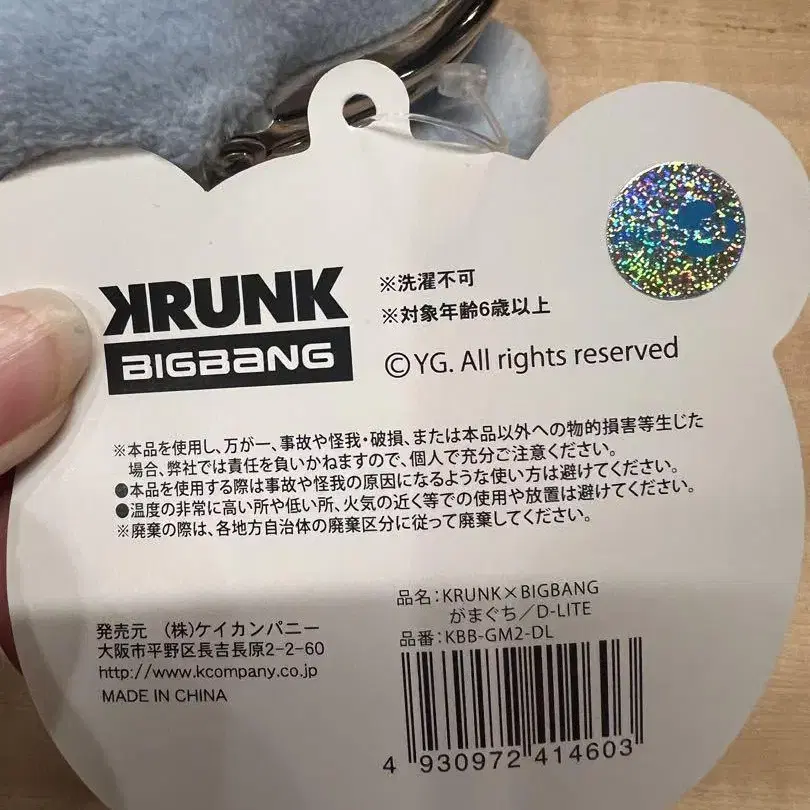 KRUNK
BIGBANG
※洗濯不可
※対象年齢6歳以上
©YG. All rights reserved
※本品を使用し、万が一、事故や怪我・破損、または本品以外への物的損害等生じた
場合、弊社では責任を負いかねますので、個人で充分ご注意ください。
●本品を使用する際は事故や怪我の原因になるような使い方は避けてください。
●温度の非常に高い所や低い所、火気の近く等での使用や放置は避けてください。
※廃棄の際は、各地方自治体の廃棄区分に従って廃棄してください。
発売元 (株)ケイカンパニー
大阪市平野区長吉長原2-2-60
http://www.kcompany.co.jp
MADE IN CHINA
品名:KRUNK×BIGBANG
がまぐち/D-LITE
品番:KBB-GM2-DL
4 930972 414603